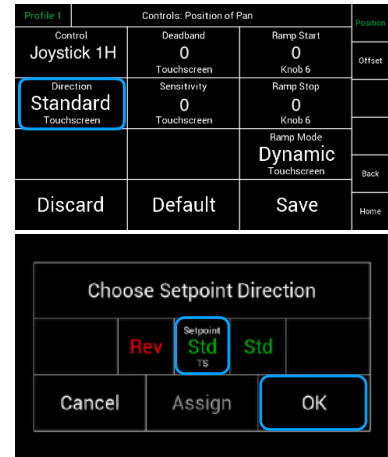 Profile 1
Controls: Position of Pan
Position
Control
Joystick 1H
Deadband
0
Touchscreen
Ramp Start
0
Knob 6
Offset
Direction
Standard
Touchscreen
Sensitivity
0
Touchscreen
Ramp Stop
0
Knob 6
Ramp Mode
Dynamic
Touchscreen
Back
Discard
Default
Save
Home
Choose Setpoint Direction
Rev
Setpoint
Std
TS
Std
Cancel
Assign
OK